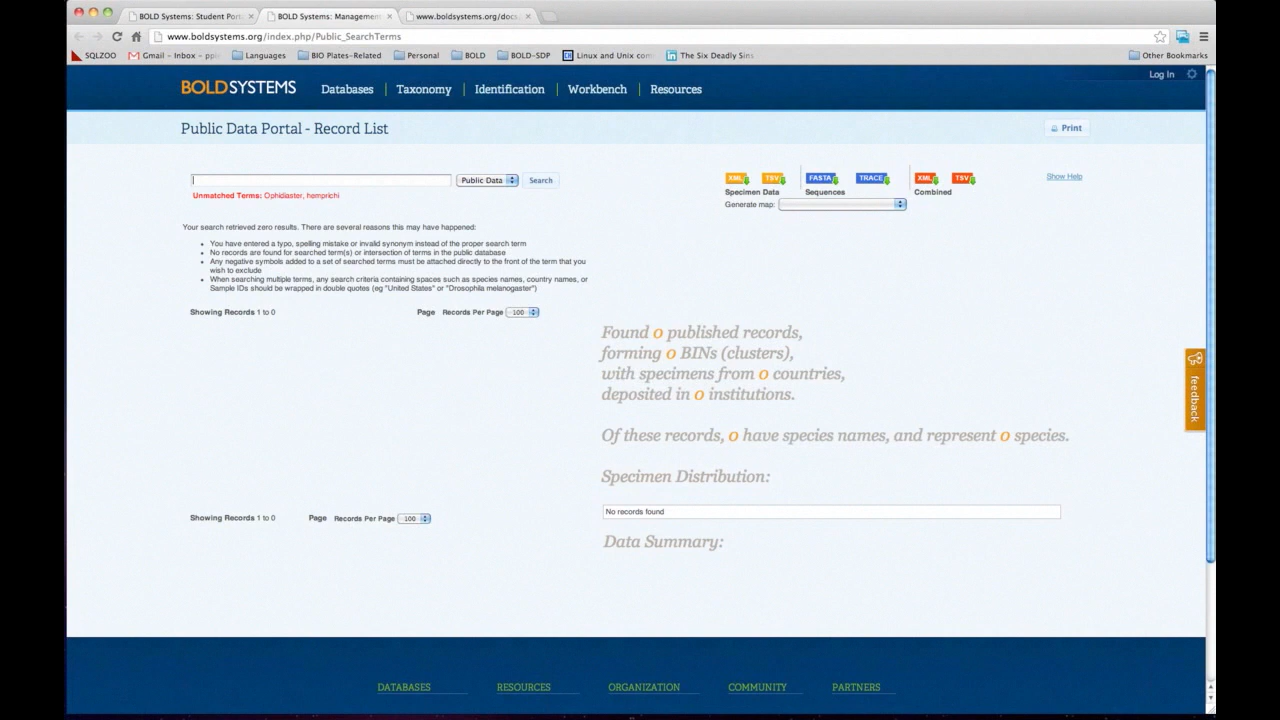 BOLD Systems: Student Por
BOLD Systems: Managemen
www.boldsystems.org/docs
www.boldsystems.org/index.php/Public_SearchTerms
SQLZOO
Gmail - Inbox -
Languages
BIO Plates-Related
Personal
BOLD
BOLD-SDP
Linux and Unix com
The Six Deadly Sins
Other Bookmarks
Log In
BOLDSYSTEMS
Databases
Taxonomy
Identification
Workbench
Resources
Public Data Portal - Record List
Print
Public Data
Search
XML
TSV
FASTA
TRACE
XML
TSV
Show Help
Unmatched Terms: Ophidiaster, hemprichi
Specimen Data
Sequences
Combined
Generate map:
Your search retrieved zero results. There are several reasons this may have happened:
• You have entered a typo, spelling mistake or invalid synonym instead of the proper search term
• No records are found for searched term(s) or intersection of terms in the public database
• Any negative symbols added to a set of searched terms must be attached directly to the front of the term that you
wish to exclude
• When searching multiple terms, any search criteria containing spaces such as species names, country names, or
Sample IDs should be wrapped in double quotes (eg "United States" or "Drosophila melanogaster")
Showing Records 1 to 0
Page
Records Per Page
100
Found 0 published records,
forming 0 BINs (clusters),
with specimens from 0 countries,
deposited in 0 institutions.
feedback
Of these records, 0 have species names, and represent 0 species.
Specimen Distribution:
No records found
Showing Records 1 to 0
Page
Records Per Page
100
Data Summary:
DATABASES
RESOURCES
ORGANIZATION
COMMUNITY
PARTNERS